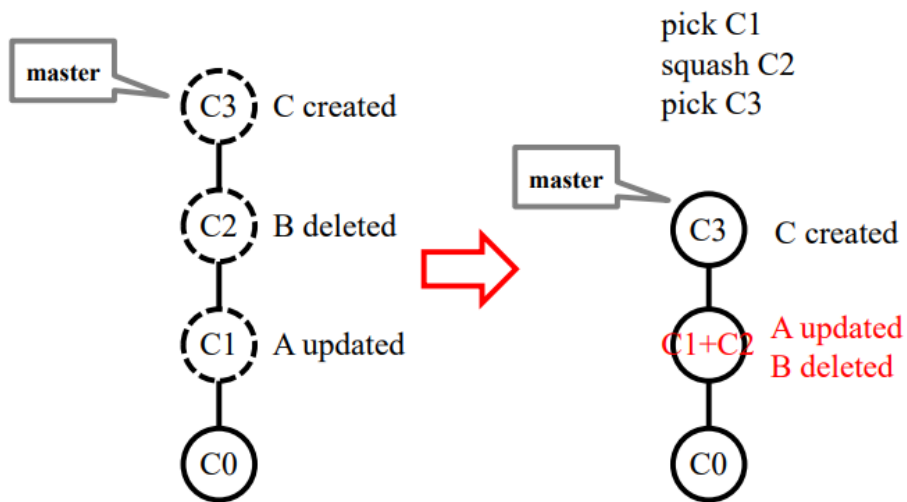 master
C3 C created
C2 B deleted
C1 A updated
C0
pick C1
squash C2
pick C3
master
C3 C created
C1+C2 A updated
B deleted
C0